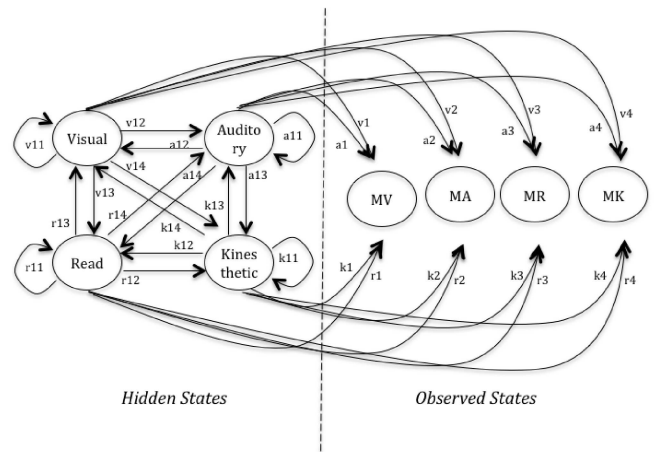 v1
v2
v3
v4
a1
a2
a3
a4
v11
Visual
v12
a12
Audito
ry
a11
v14
v13
a14
a13
r13
r14
k13
k14
MV
MA
MR
MK
r11
Read
k12
r12
Kines
thetic
k11
k1
r1
k2
r2
k3
r3
k4
r4
Hidden States
Observed States